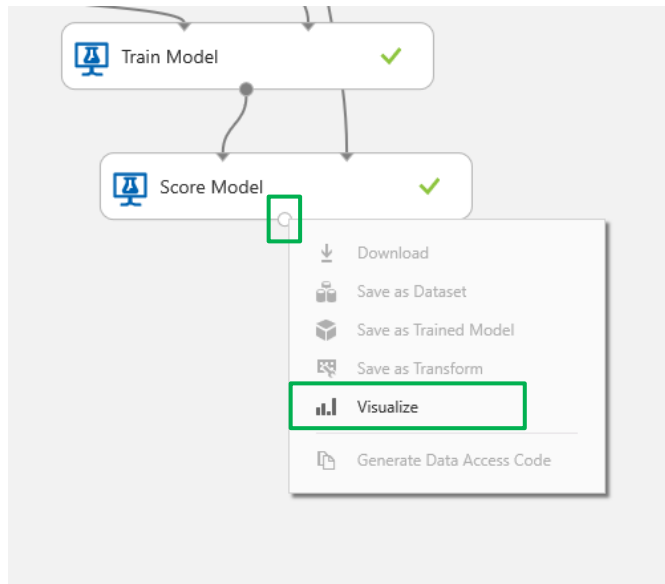 Train Model
Score Model
Download
Save as Dataset
Save as Trained Model
Save as Transform
Visualize
Generate Data Access Code